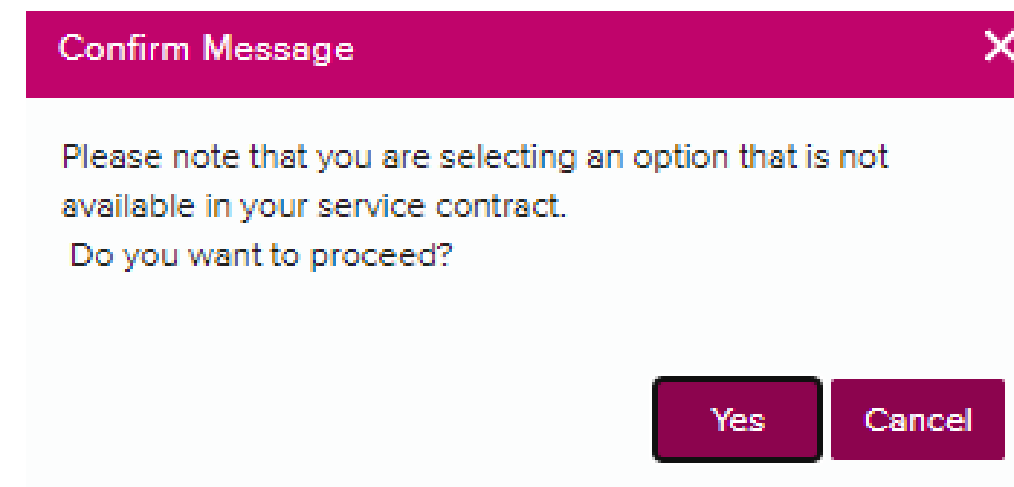 Confirm Message
Please note that you are selecting an option that is not
available in your service contract.
Do you want to proceed?
Yes Cancel